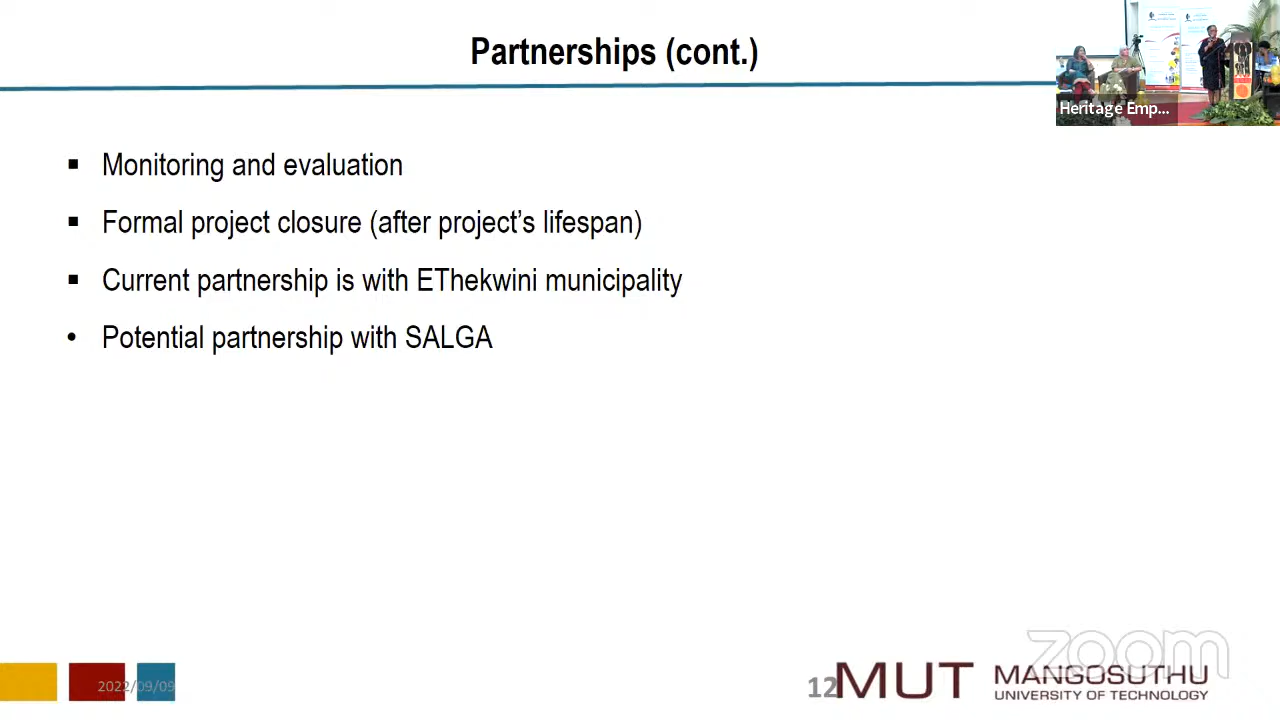 Partnerships (cont.)
Heritage Emp...
▪ Monitoring and evaluation
▪ Formal project closure (after project's lifespan)
▪ Current partnership is with EThekwini municipality
• Potential partnership with SALGA
zoom
2022/09/09
12
MUT MANGOSUTHU
UNIVERSITY OF TECHNOLOGY